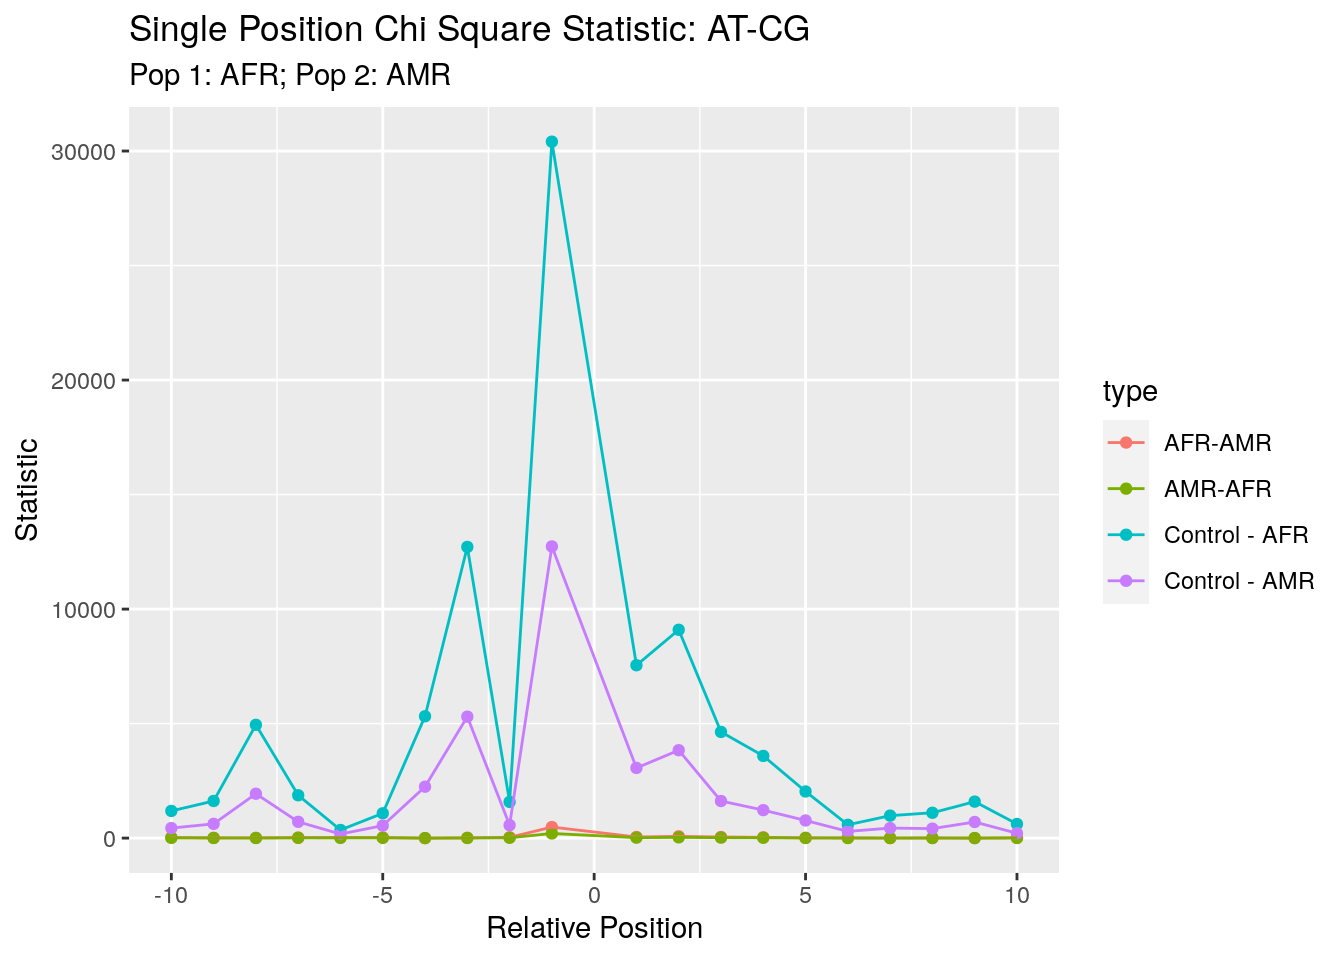 Single Position Chi Square Statistic: AT-CG
Pop 1: AFR; Pop 2: AMR
30000
20000
10000
0
Statistic
-10
-5
0
5
10
Relative Position
type
AFR-AMR
AMR-AFR
Control - AFR
Control - AMR